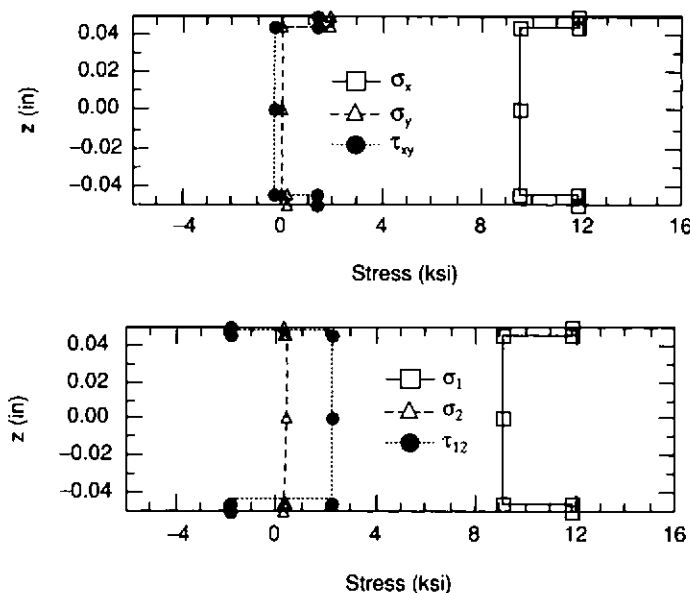 0.04
0.02
0.00
−0.02
−0.04
z (in)
σx
σy
τxy
−4
0
4
8
12
16
Stress (ksi)
0.04
0.02
0.00
−0.02
−0.04
z (in)
σ1
σ2
τ12
−4
0
4
8
12
16
Stress (ksi)